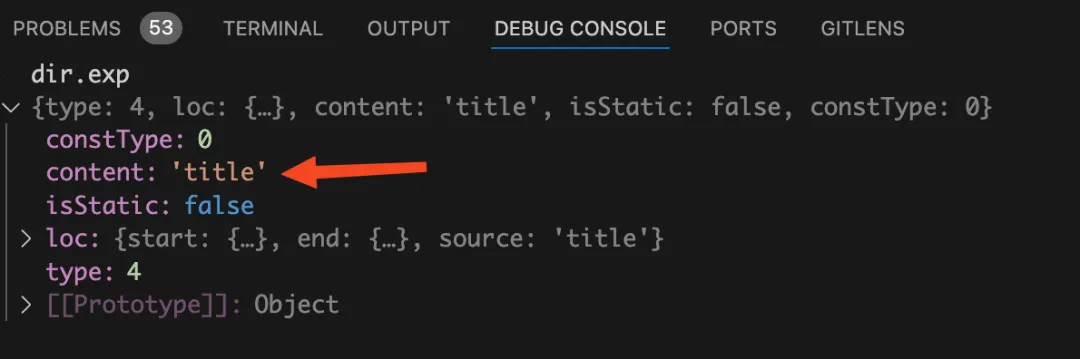 PROBLEMS 53 TERMINAL OUTPUT DEBUG CONSOLE PORTS GITLENS
dir.exp
{type: 4, loc: {…}, content: 'title', isStatic: false, constType: 0}
constType: 0
content: 'title'
isStatic: false
loc: {start: {…}, end: {…}, source: 'title'}
type: 4
[[Prototype]]: Object